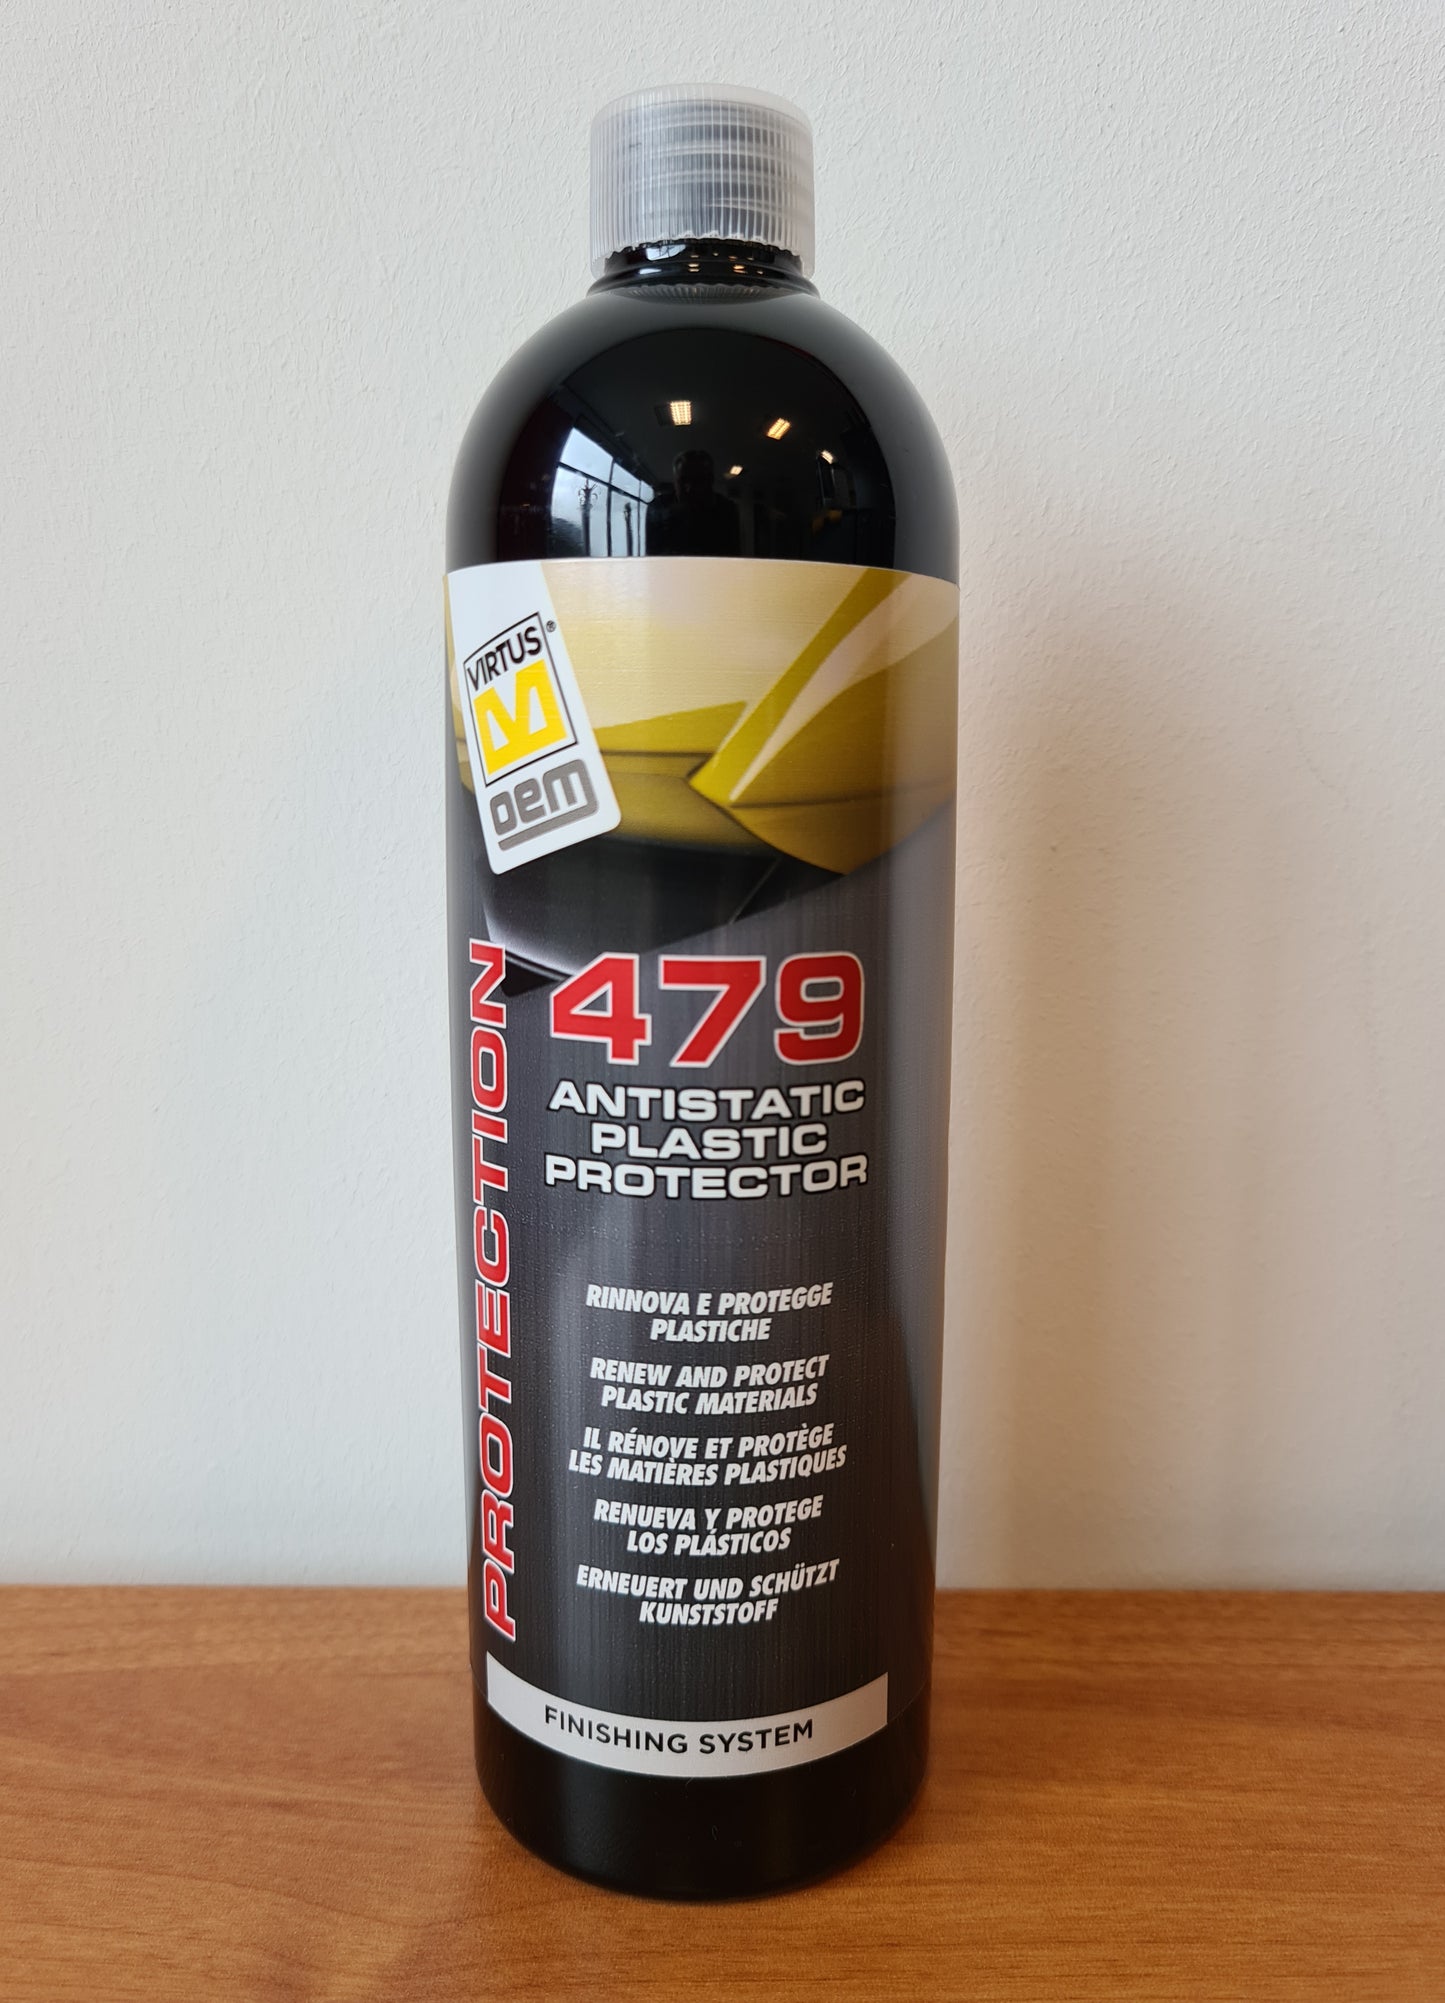 VIRTUS®
oem
PROTECTION
479
ANTISTATIC
PLASTIC
PROTECTOR
RINNOVA E PROTEGGE
PLASTICHE
RENEW AND PROTECT
PLASTIC MATERIALS
IL RÉNOVE ET PROTÈGE
LES MATIÈRES PLASTIQUES
RENUEVA Y PROTEGE
LOS PLÁSTICOS
ERNEUERT UND SCHÜTZT
KUNSTSTOFF
FINISHING SYSTEM